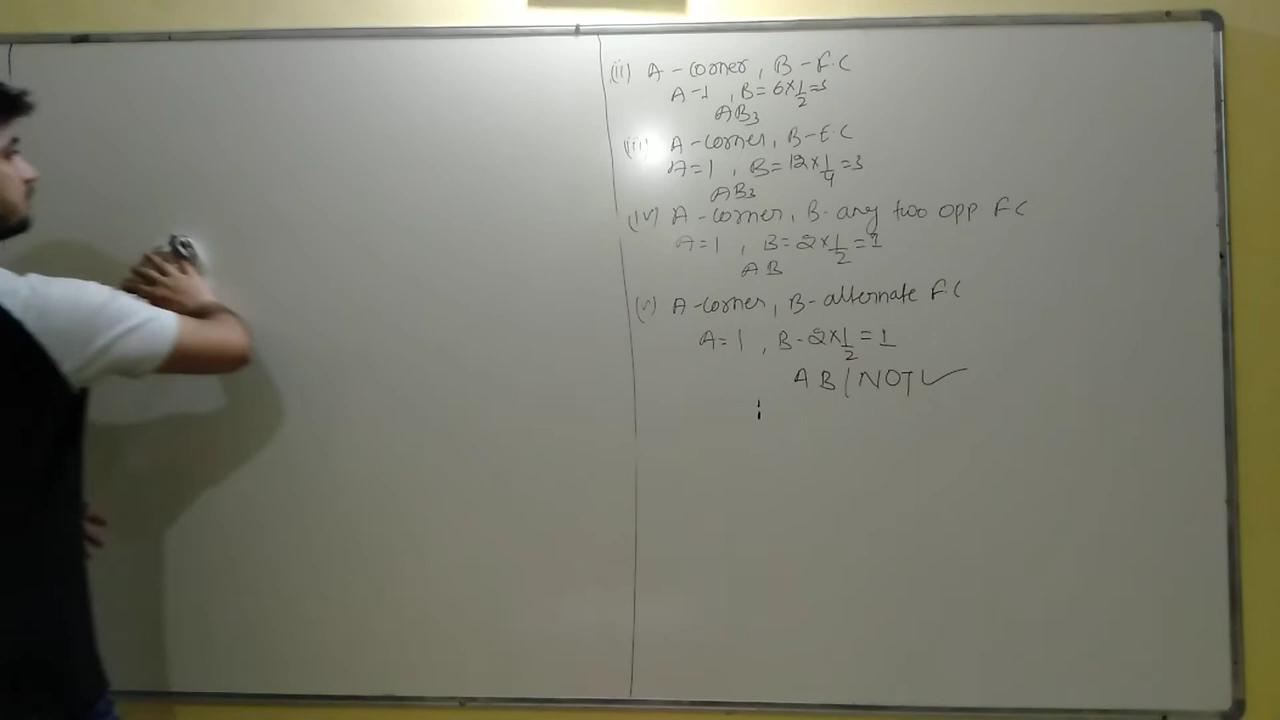 (ii) A-corner, B-F.C
A-1, B=6×1/2=3
AB3
(iii) A-corner, B-E.C
A=1, B=12×1/4=3
AB3
(iv) A-corner, B-any two opp F C
A=1, B=2×1/2=1
AB
(v) A-corner, B-alternate F.C
A=1, B-2×1/2=1
AB/NOT ✓